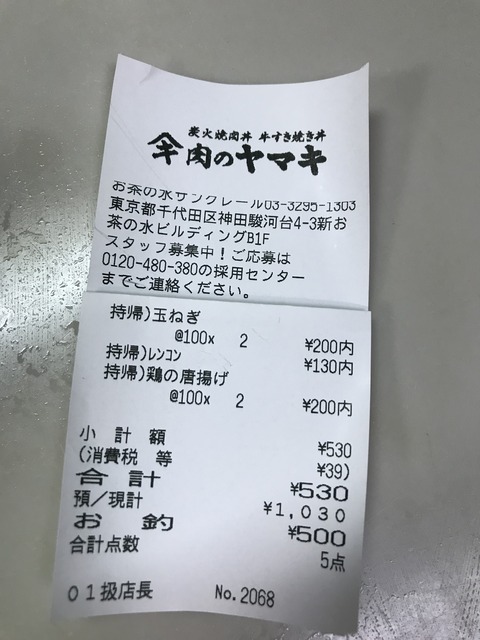 炭火焼肉丼 牛すき焼き丼
肉のヤマキ
お茶の水サンクレール03-3295-1303
東京都千代田区神田駿河台4-3新お
茶の水ビルディングB1F
スタッフ募集中!ご応募は
0120-480-380の採用センター
までご連絡ください。
持帰)玉ねぎ
@100x 2 ¥200内
持帰)レンコン ¥130内
持帰)鶏の唐揚げ
@100x 2 ¥200内
小計額 ¥530
(消費税 等 ¥39)
合計 ¥530
預/現計 ¥1,030
お釣 ¥500
合計点数 5点
01扱店長 No.2068